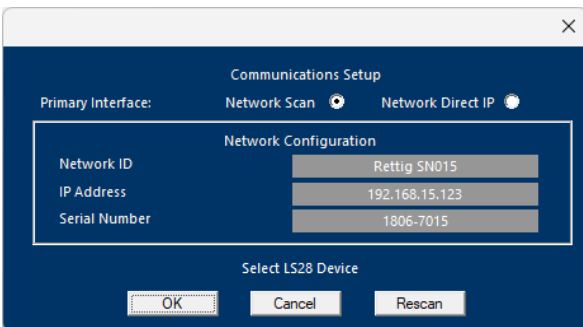 Communications Setup
Primary Interface: Network Scan Network Direct IP
Network Configuration
Network ID Rettig SN015
IP Address 192.168.15.123
Serial Number 1806-7015
Select LS28 Device
OK Cancel Rescan